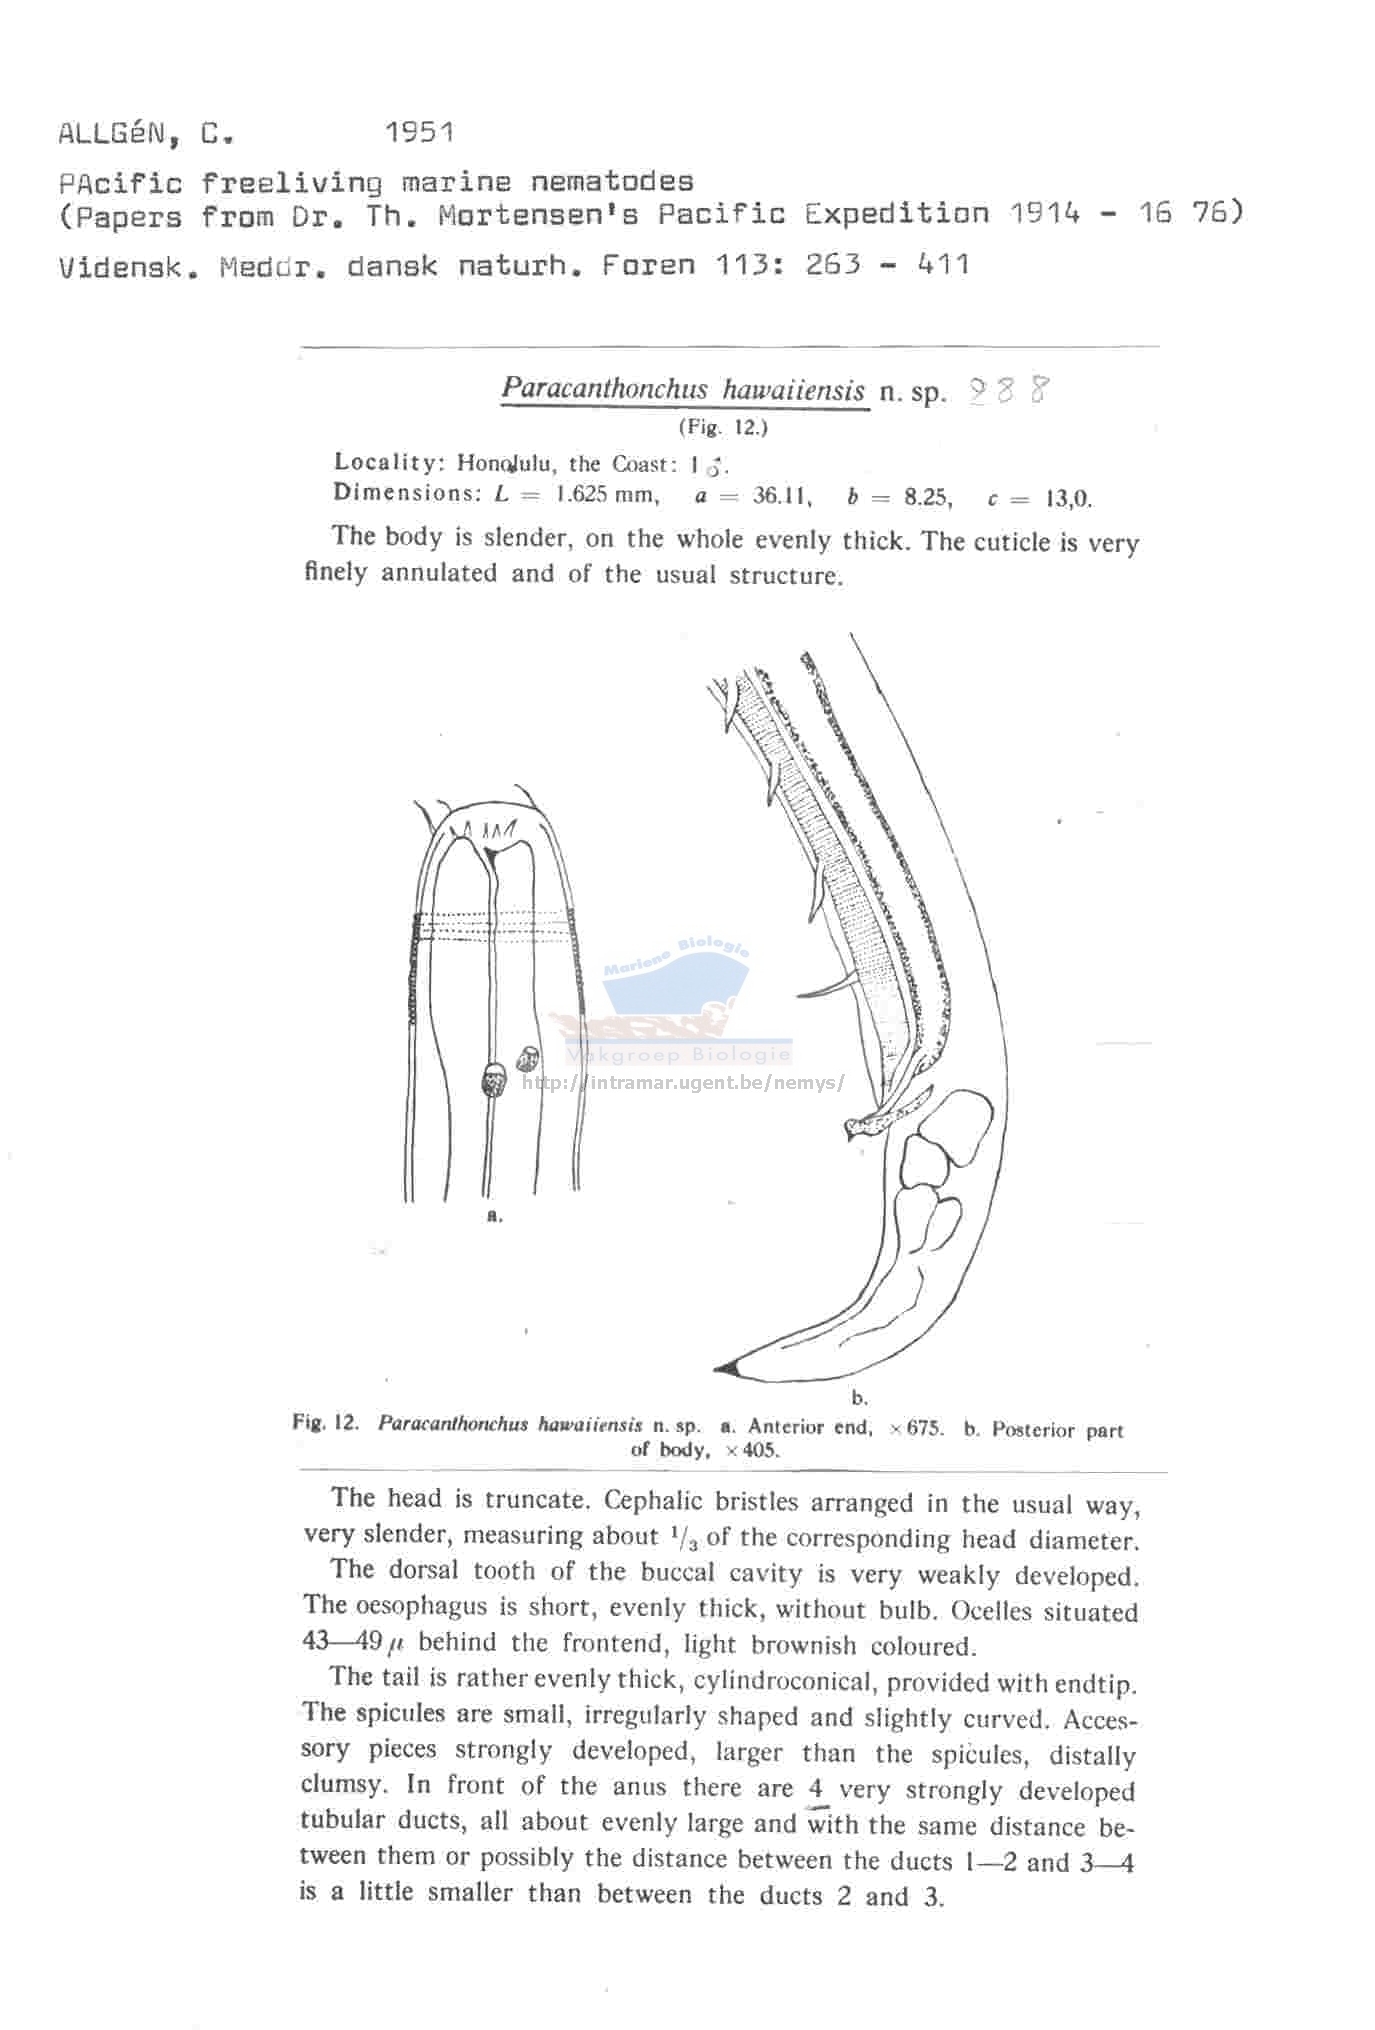 ALLGéN, C. 1951
PAcific freeliving marine nematodes
(Papers from Dr. Th. Mortensen's Pacific Expedition 1914 - 16 76)
Vidensk. Meddr. dansk naturh. Foren 113: 263 - 411
Paracanthonchus hawaiiensis n. sp. 288
(Fig. 12.)
Locality: Honolulu, the Coast: 1 ♂.
Dimensions: L = 1.625 mm, a = 36.11, b = 8.25, c = 13,0.
The body is slender, on the whole evenly thick. The cuticle is very
finely annulated and of the usual structure.
Mariene Biologie
Vakgroep Biologie
http://intramar.ugent.be/nemys/
a.
b.
Fig. 12. Paracanthonchus hawaiiensis n. sp. a. Anterior end, ×675. b. Posterior part
of body, ×405.
The head is truncate. Cephalic bristles arranged in the usual way,
very slender, measuring about 1/3 of the corresponding head diameter.
The dorsal tooth of the buccal cavity is very weakly developed.
The oesophagus is short, evenly thick, without bulb. Ocelles situated
43—49 μ behind the frontend, light brownish coloured.
The tail is rather evenly thick, cylindroconical, provided with endtip.
The spicules are small, irregularly shaped and slightly curved. Acces-
sory pieces strongly developed, larger than the spicules, distally
clumsy. In front of the anus there are 4 very strongly developed
tubular ducts, all about evenly large and with the same distance be-
tween them or possibly the distance between the ducts 1—2 and 3—4
is a little smaller than between the ducts 2 and 3.